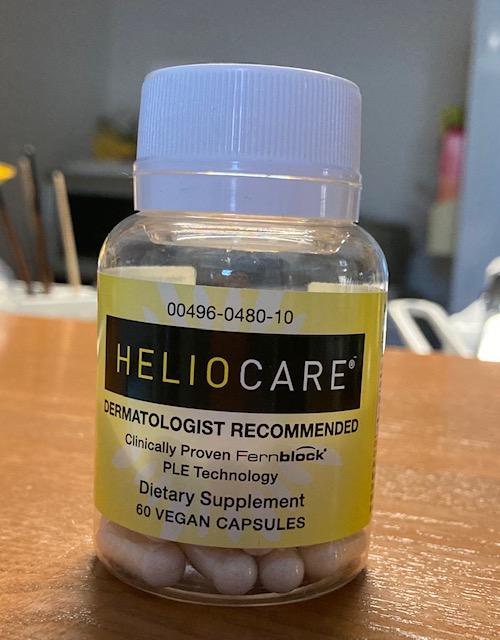 00496-0480-10
HELIOCARE®
DERMATOLOGIST RECOMMENDED
Clinically Proven Fernblock®
PLE Technology
Dietary Supplement
60 VEGAN CAPSULES